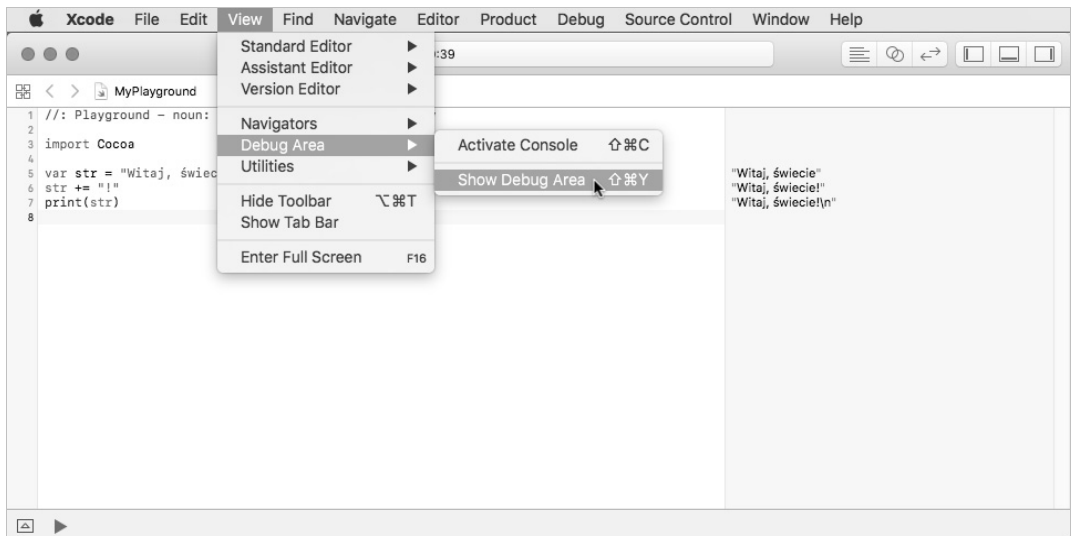 Xcode File Edit View Find Navigate Editor Product Debug Source Control Window Help
:39
MyPlayground
Standard Editor
Assistant Editor
Version Editor
Navigators
Debug Area
Utilities
Hide Toolbar ⌥⌘T
Show Tab Bar
Enter Full Screen F16
Activate Console ⇧⌘C
Show Debug Area ⇧⌘Y
1 //: Playground – noun:
2
3 import Cocoa
4
5 var str = "Witaj, świec
6 str += "!"
7 print(str)
8
"Witaj, świecie"
"Witaj, świecie!"
"Witaj, świecie!\n"